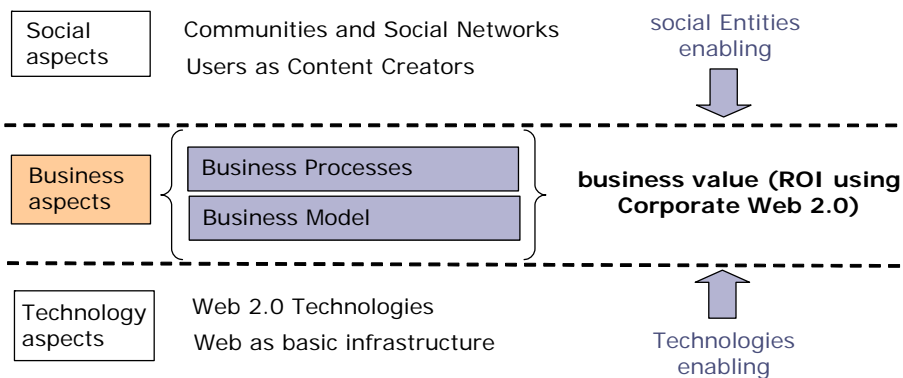 Social
aspects
Communities and Social Networks
Users as Content Creators
social Entities
enabling
Business
aspects
Business Processes
Business Model
business value (ROI using
Corporate Web 2.0)
Technology
aspects
Web 2.0 Technologies
Web as basic infrastructure
Technologies
enabling